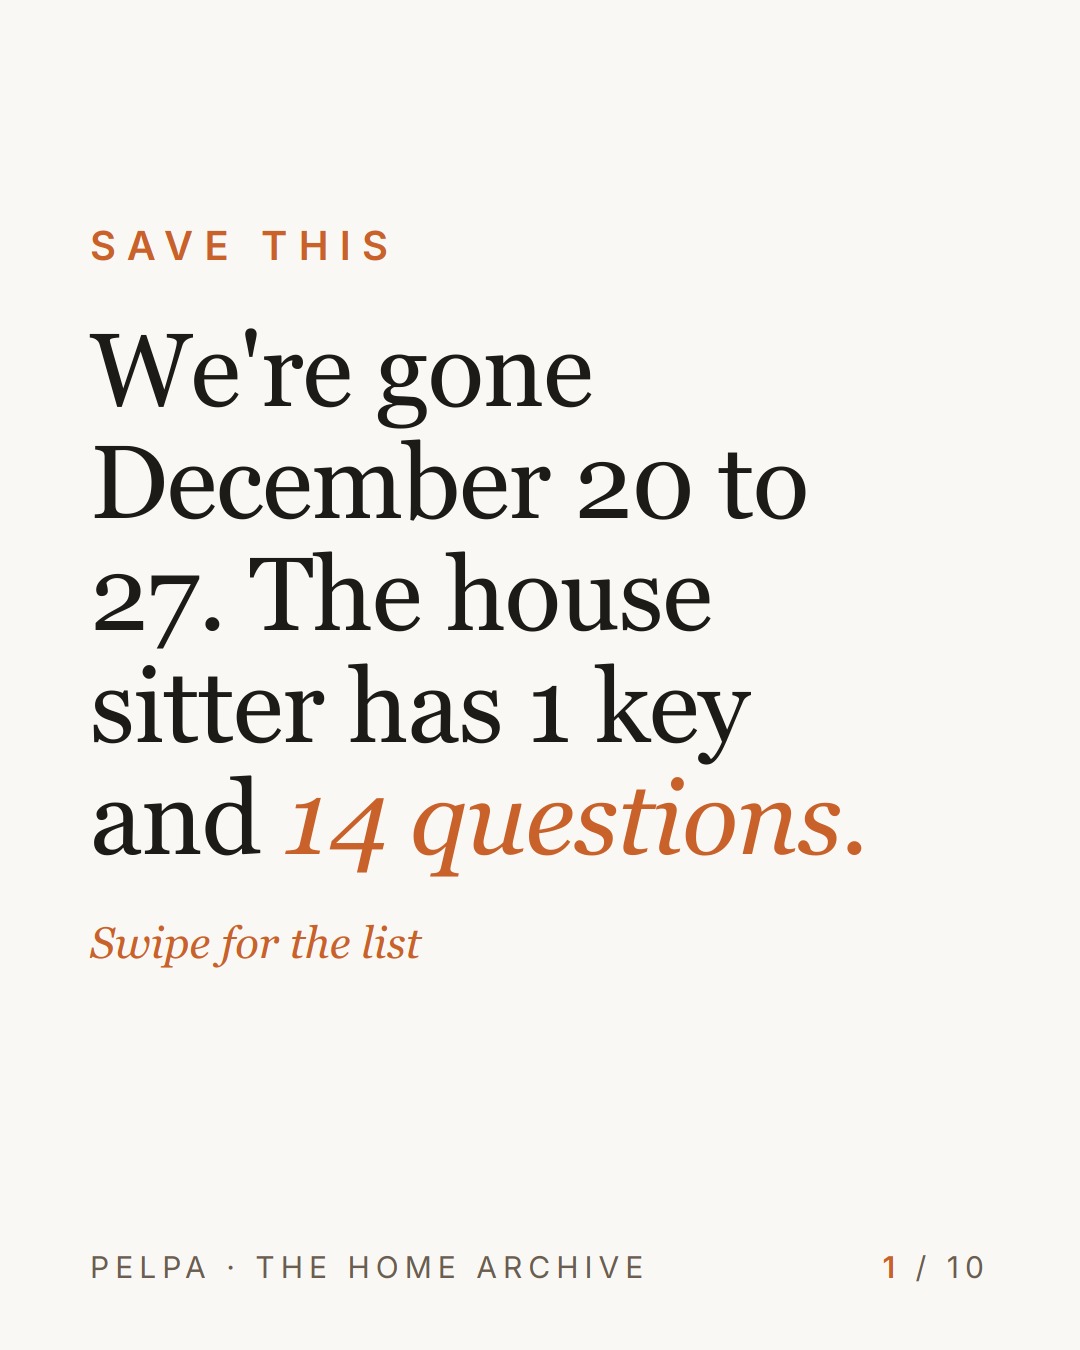 SAVE THIS
We're gone
December 20 to
27. The house
sitter has 1 key
and 14 questions.
Swipe for the list
PELPA · THE HOME ARCHIVE
1 / 10